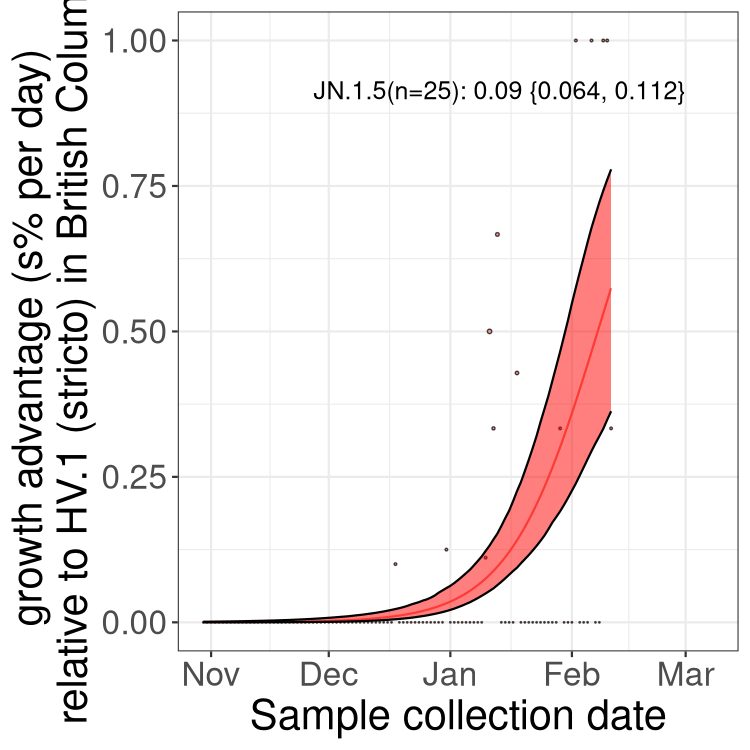 growth advantage (s% per day)
relative to HV.1 (stricto) in British Colum
1.00
0.75
0.50
0.25
0.00
JN.1.5(n=25): 0.09 {0.064, 0.112}
Nov Dec Jan Feb Mar
Sample collection date